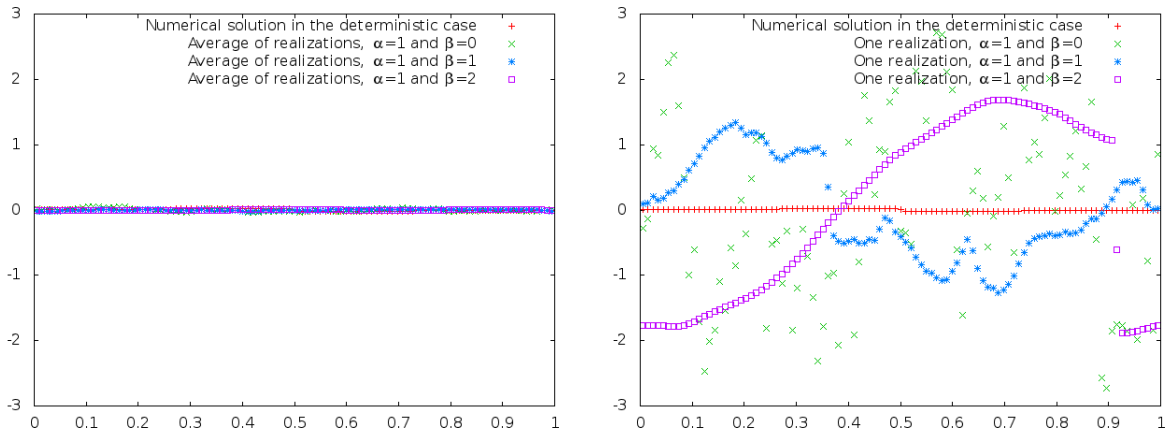 Numerical solution in the deterministic case
Average of realizations, α=1 and β=0
Average of realizations, α=1 and β=1
Average of realizations, α=1 and β=2
3
2
1
0
-1
-2
-3
0 0.1 0.2 0.3 0.4 0.5 0.6 0.7 0.8 0.9 1
Numerical solution in the deterministic case
One realization, α=1 and β=0
One realization, α=1 and β=1
One realization, α=1 and β=2
3
2
1
0
-1
-2
-3
0 0.1 0.2 0.3 0.4 0.5 0.6 0.7 0.8 0.9 1